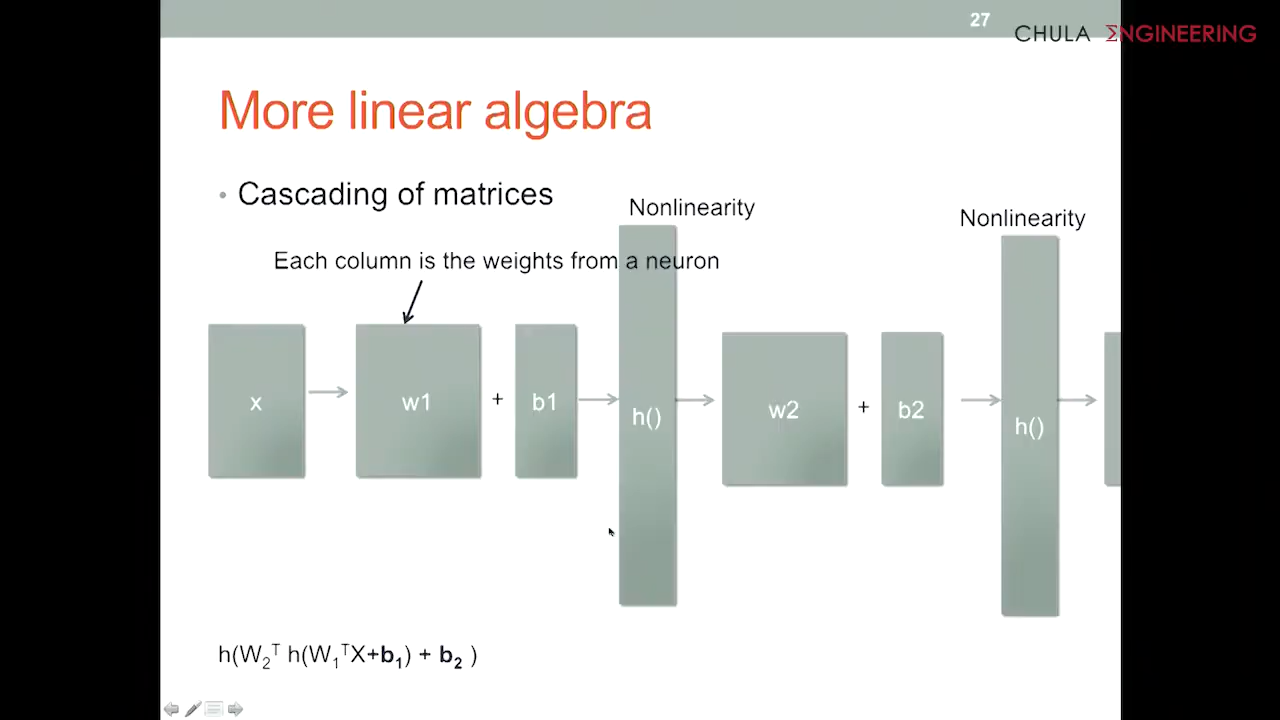 27
CHULA ΣNGINEERING
More linear algebra
• Cascading of matrices
Nonlinearity
Nonlinearity
Each column is the weights from a neuron
x
w1
+
b1
h()
w2
+
b2
h()
h(W₂ᵀ h(W₁ᵀX+b₁) + b₂ )